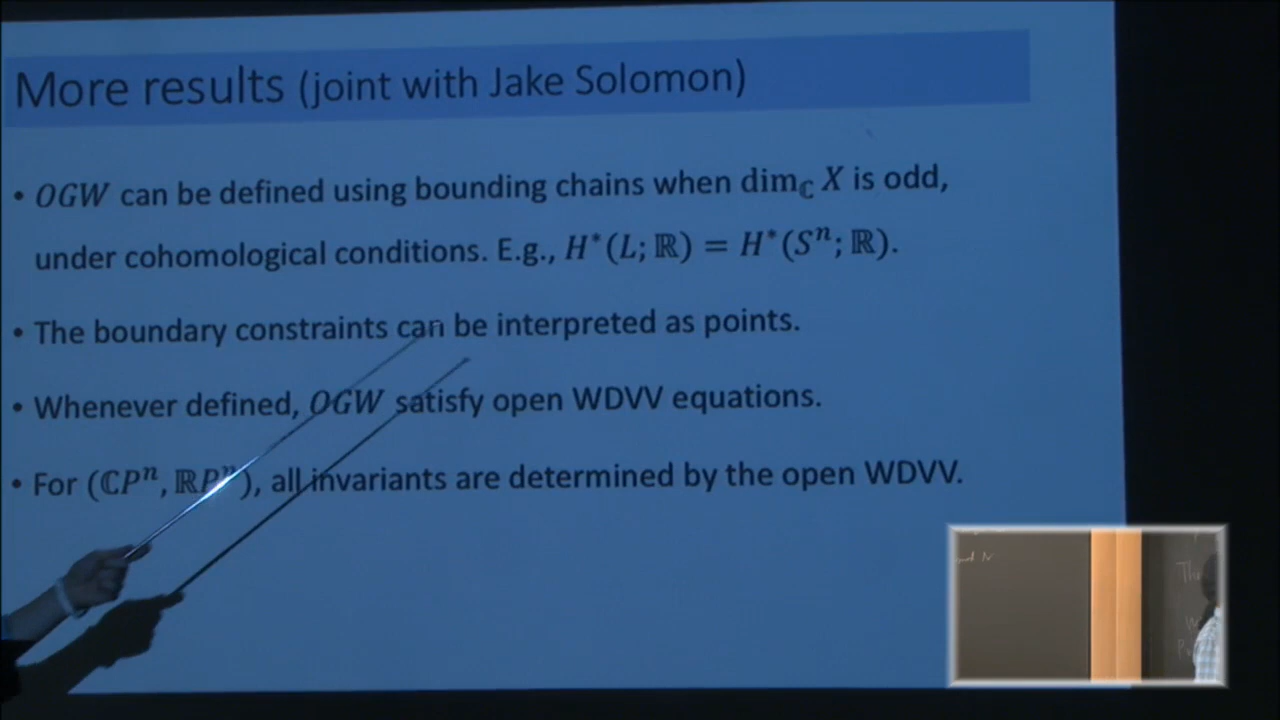 More results (joint with Jake Solomon)
• OGW can be defined using bounding chains when dim_ℂ X is odd,
under cohomological conditions. E.g., H*(L; ℝ) = H*(Sⁿ; ℝ).
• The boundary constraints can be interpreted as points.
• Whenever defined, OGW satisfy open WDVV equations.
• For (ℂPⁿ, ℝPⁿ), all invariants are determined by the open WDVV.